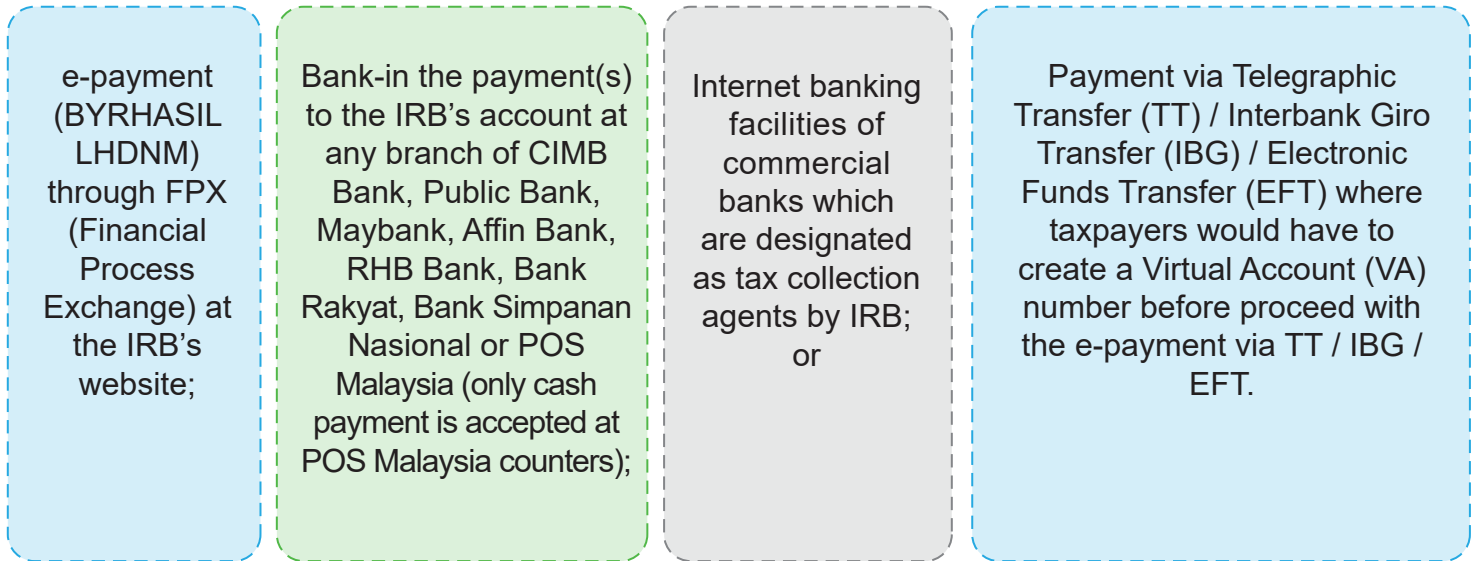 e-payment
(BYRHASIL
LHDNM)
through FPX
(Financial
Process
Exchange) at
the IRB's
website;
Bank-in the payment(s)
to the IRB's account at
any branch of CIMB
Bank, Public Bank,
Maybank, Affin Bank,
RHB Bank, Bank
Rakyat, Bank Simpanan
Nasional or POS
Malaysia (only cash
payment is accepted at
POS Malaysia counters);
Internet banking
facilities of
commercial
banks which
are designated
as tax collection
agents by IRB;
or
Payment via Telegraphic
Transfer (TT) / Interbank Giro
Transfer (IBG) / Electronic
Funds Transfer (EFT) where
taxpayers would have to
create a Virtual Account (VA)
number before proceed with
the e-payment via TT / IBG /
EFT.